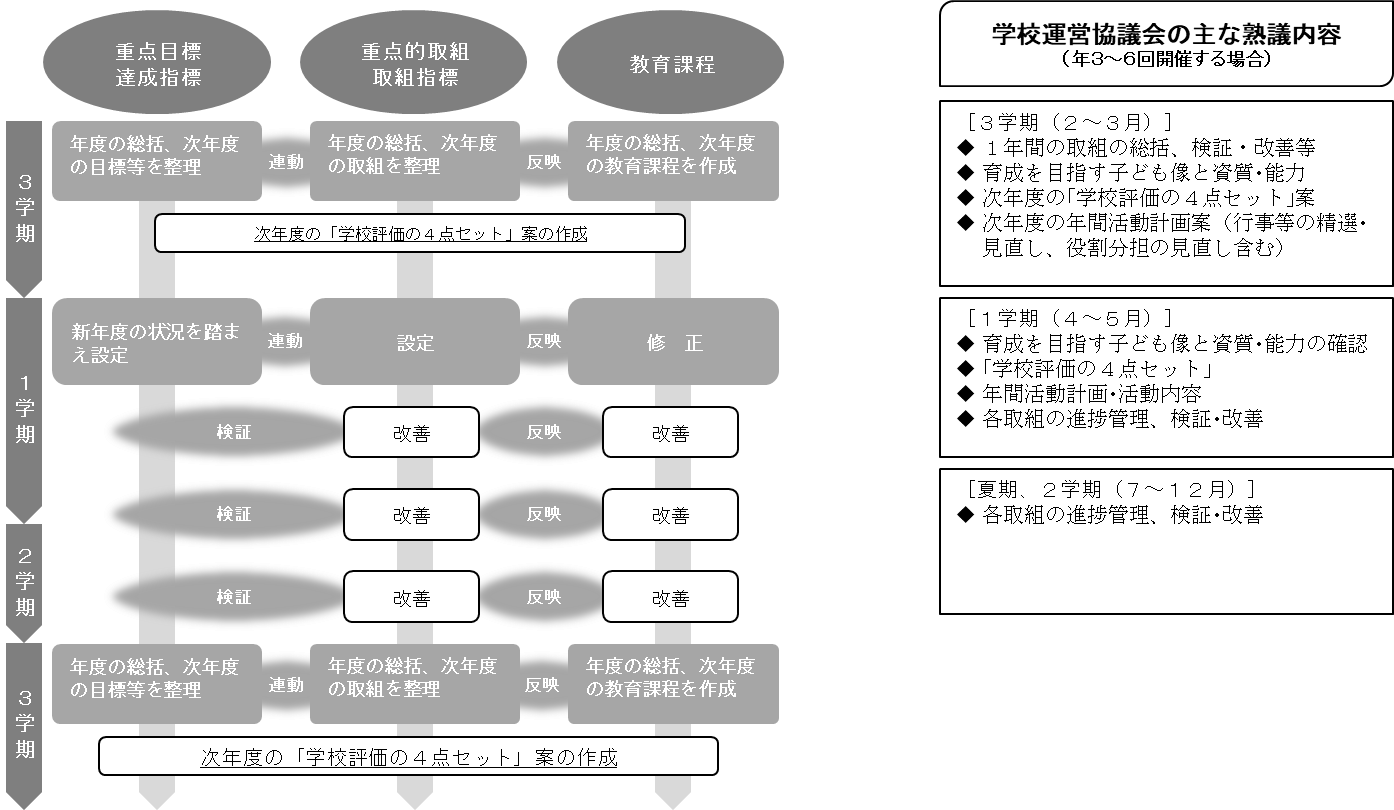 重点目標
達成指標
重点的取組
取組指標
教育課程
3学期
年度の総括、次年度
の目標等を整理
連動
年度の総括、次年度
の取組を整理
反映
年度の総括、次年度
の教育課程を作成
次年度の「学校評価の４点セット」案の作成
1学期
新年度の状況を踏ま
え設定
連動
設定
反映
修　正
検証
改善
反映
改善
検証
改善
反映
改善
2学期
検証
改善
反映
改善
3学期
年度の総括、次年度
の目標等を整理
連動
年度の総括、次年度
の取組を整理
反映
年度の総括、次年度
の教育課程を作成
次年度の「学校評価の４点セット」案の作成
学校運営協議会の主な熟議内容
（年3～6回開催する場合）
［３学期（２～３月）］
◆ １年間の取組の総括、検証・改善等
◆ 育成を目指す子ども像と資質・能力
◆ 次年度の「学校評価の４点セット」案
◆ 次年度の年間活動計画案（行事等の精選・
見直し、役割分担の見直し含む）
［１学期（４～５月）］
◆ 育成を目指す子ども像と資質・能力の確認
◆「学校評価の４点セット」
◆ 年間活動計画・活動内容
◆ 各取組の進捗管理、検証・改善
［夏期、２学期（７～１２月）］
◆ 各取組の進捗管理、検証・改善